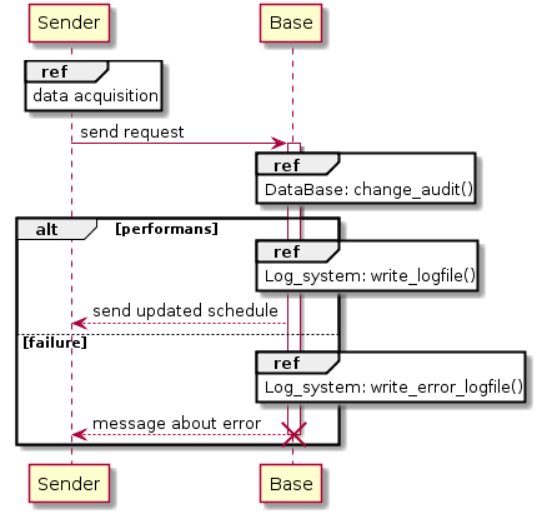 Sender
Base
ref
data acquisition
send request
ref
DataBase: change_audit()
alt
[performans]
ref
Log_system: write_logfile()
send updated schedule
[failure]
ref
Log_system: write_error_logfile()
message about error
Sender
Base